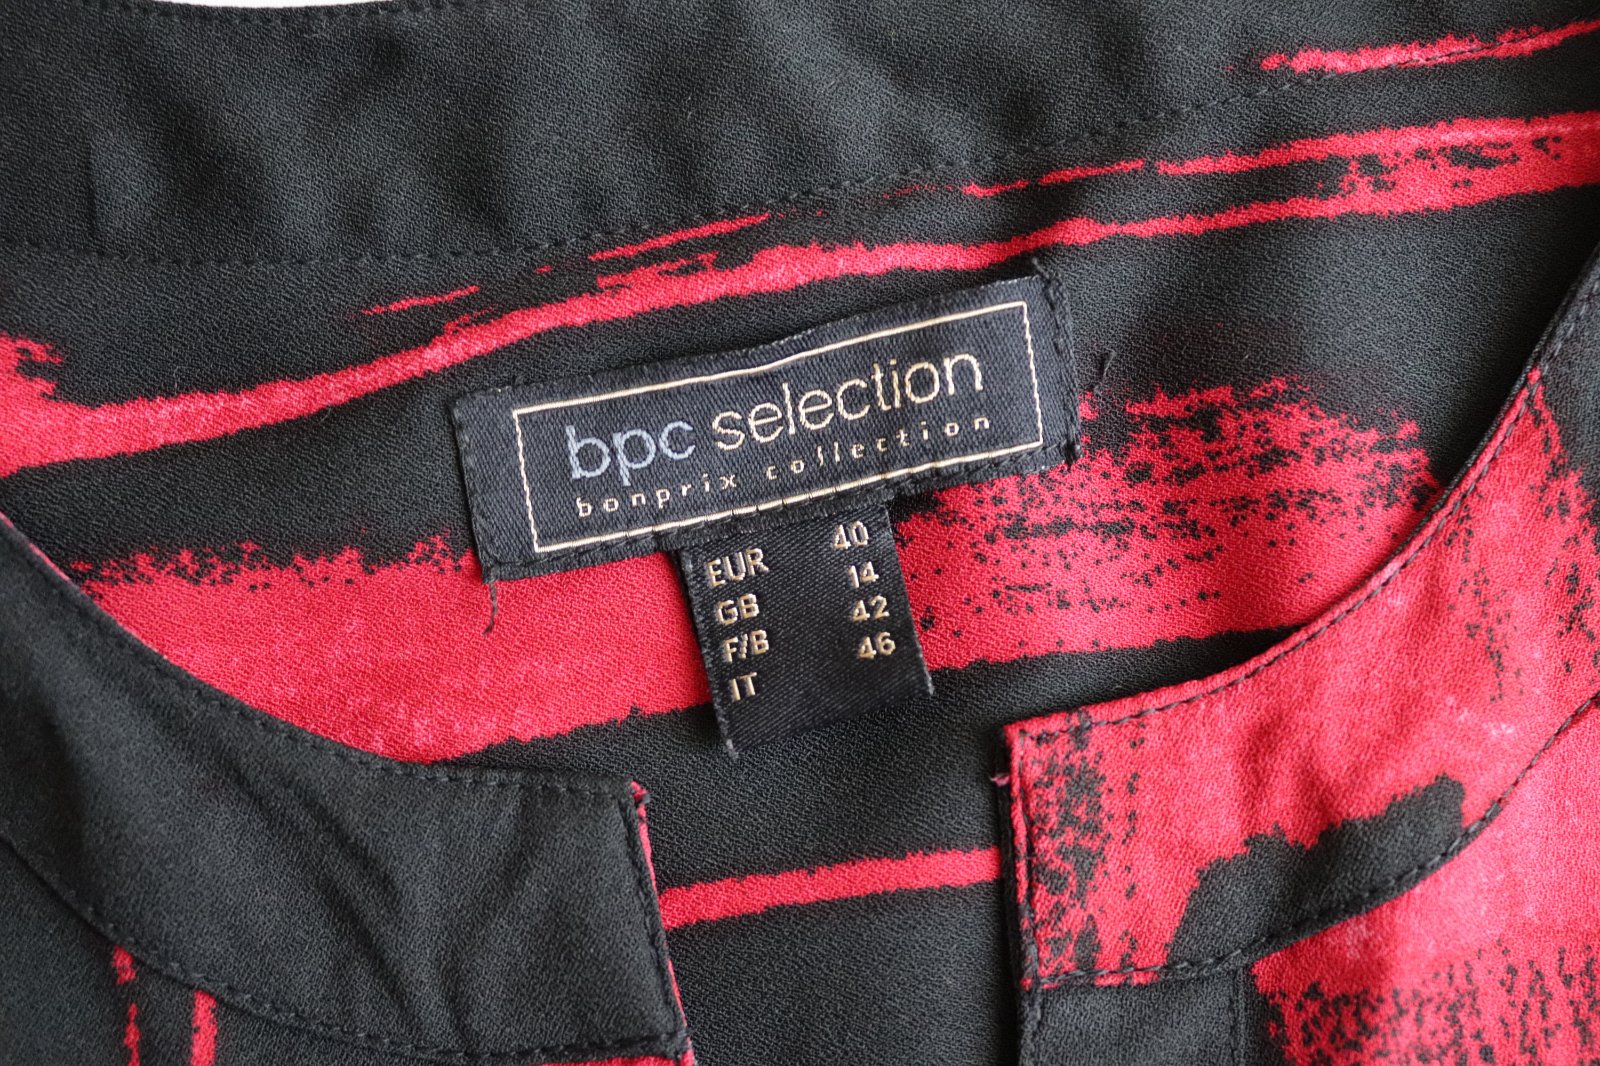 bpc selection
bonprix collection
EUR 40
GB 14
F/B 42
IT 46